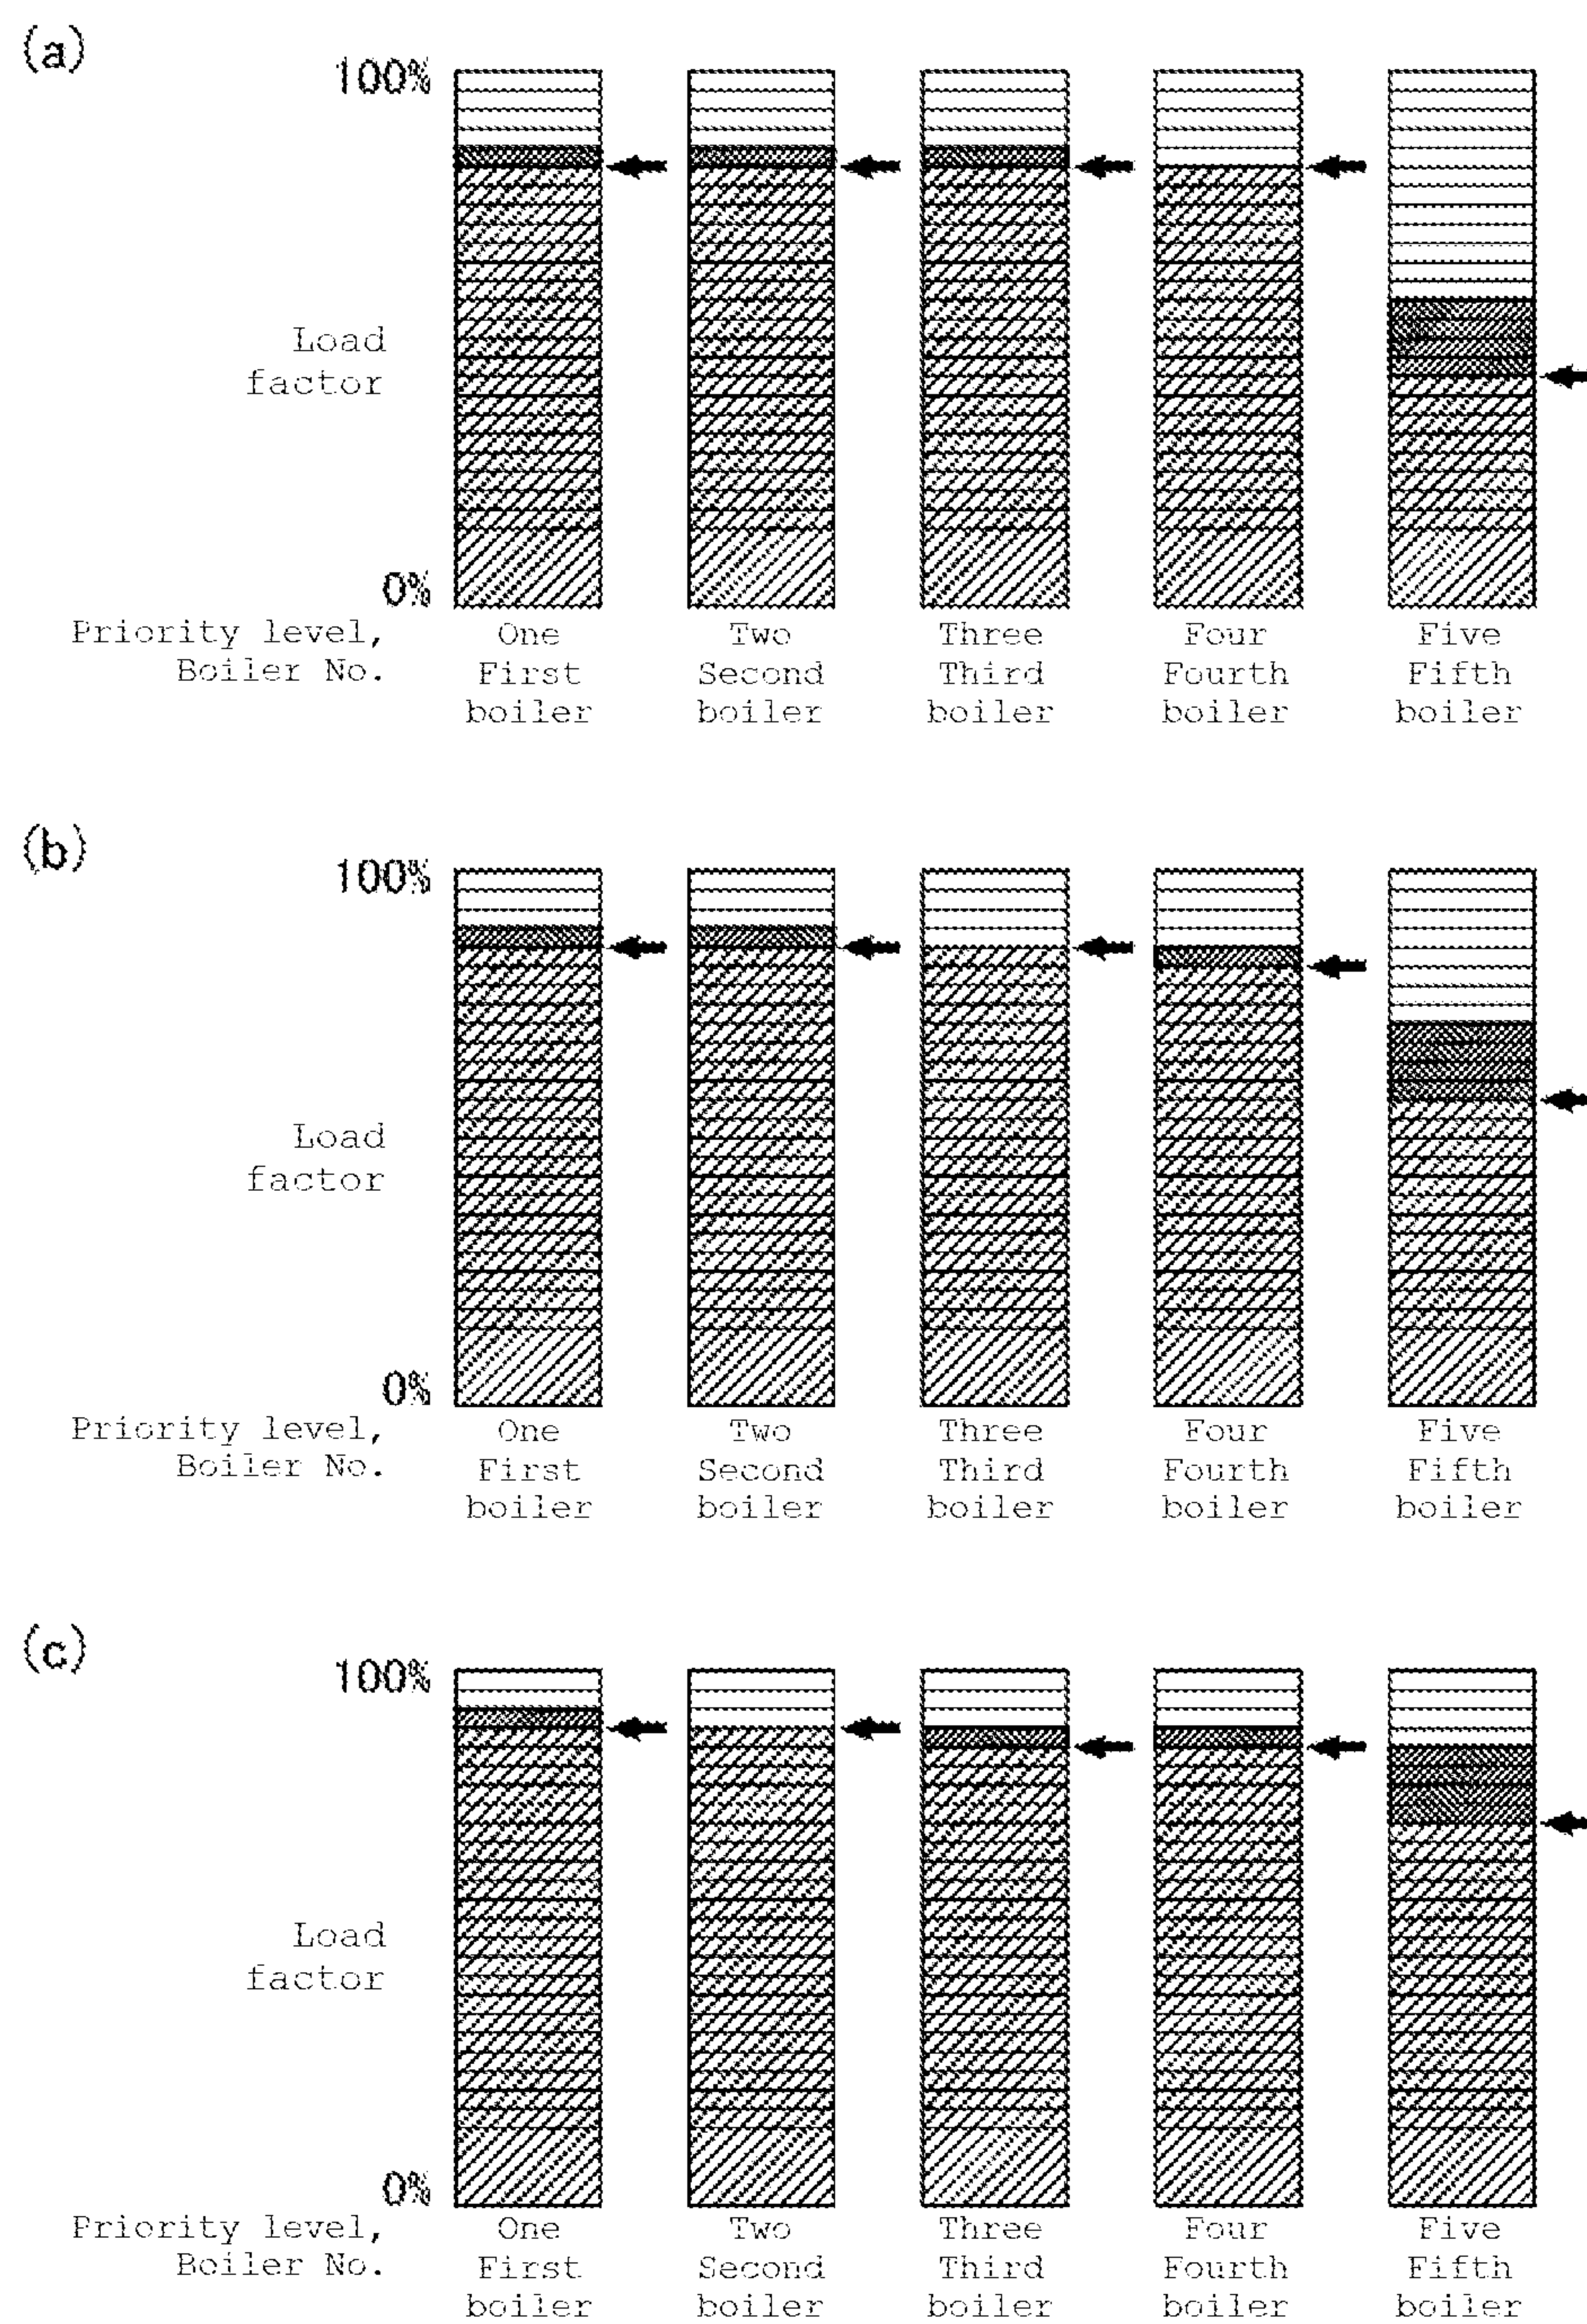 (a)
100%
Load
factor
0%
Priority level,
Boiler No.
One
First
boiler
Two
Second
boiler
Three
Third
boiler
Four
Fourth
boiler
Five
Fifth
boiler
(b)
100%
Load
factor
0%
Priority level,
Boiler No.
One
First
boiler
Two
Second
boiler
Three
Third
boiler
Four
Fourth
boiler
Five
Fifth
boiler
(c)
100%
Load
factor
0%
Priority level,
Boiler No.
One
First
boiler
Two
Second
boiler
Three
Third
boiler
Four
Fourth
boiler
Five
Fifth
boiler